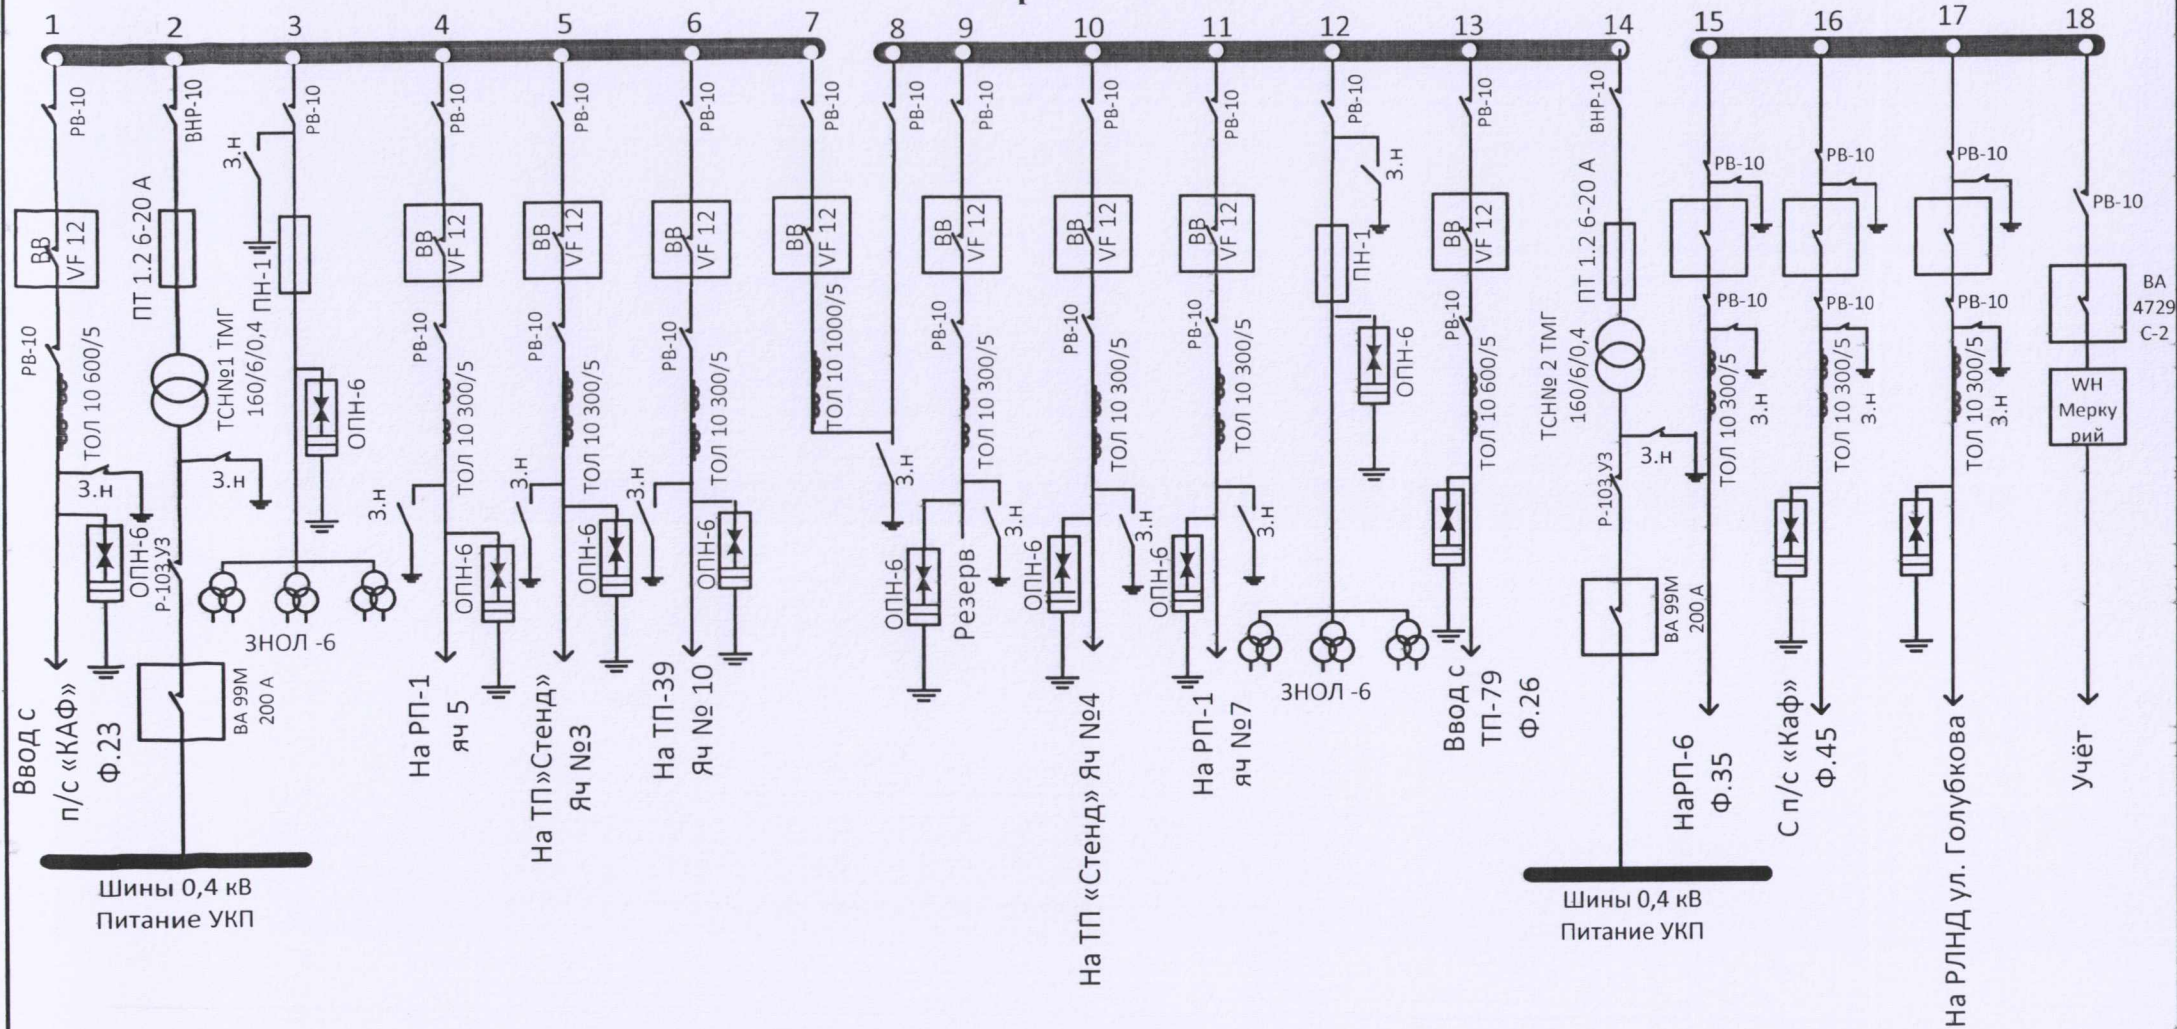 1 2 3 4 5 6 7 8 9 10 11 12 13 14 15 16 17 18
РВ-10
ВВ
VF 12
РВ-10
ТОЛ 10 600/5
З.н
ОПН-6
Ввод с
п/с «КАФ»
Ф.23
ВНР-10
ПТ 1.2 6-20 А
ТСН№1 ТМГ
160/6/0,4
З.н
Р-103.УЗ
ВА 99М
200 А
Шины 0,4 кВ
Питание УКП
РВ-10
З.н
ПН-1
ОПН-6
ЗНОЛ -6
РВ-10
ВВ
VF 12
РВ-10
ТОЛ 10 300/5
З.н
ОПН-6
На РП-1
яч 5
РВ-10
ВВ
VF 12
РВ-10
ТОЛ 10 300/5
З.н
ОПН-6
На ТП»Стенд»
Яч №3
РВ-10
ВВ
VF 12
РВ-10
ТОЛ 10 300/5
З.н
ОПН-6
На ТП-39
Яч № 10
РВ-10
ВВ
VF 12
ТОЛ 10 1000/5
РВ-10
З.н
РВ-10
ВВ
VF 12
РВ-10
ТОЛ 10 300/5
З.н
ОПН-6
Резерв
РВ-10
ВВ
VF 12
РВ-10
ТОЛ 10 300/5
З.н
ОПН-6
На ТП «Стенд» Яч №4
РВ-10
ВВ
VF 12
РВ-10
ТОЛ 10 300/5
З.н
ОПН-6
На РП-1
яч №7
РВ-10
З.н
ПН-1
ОПН-6
ЗНОЛ -6
РВ-10
ВВ
VF 12
РВ-10
ТОЛ 10 600/5
Ввод с
ТП-79
Ф.26
ВНР-10
ПТ 1.2 6-20 А
ТСН№ 2 ТМГ
160/6/0,4
З.н
Р-103.УЗ
ВА 99М
200 А
Шины 0,4 кВ
Питание УКП
РВ-10
РВ-10
ТОЛ 10 300/5
З.н
НаРП-6
Ф.35
РВ-10
РВ-10
ТОЛ 10 300/5
З.н
С п/с «Каф»
Ф.45
РВ-10
РВ-10
ТОЛ 10 300/5
З.н
на РЛНД ул. Голубкова
РВ-10
ВА
4729
С-2
WH
Мерку
рий
Учёт